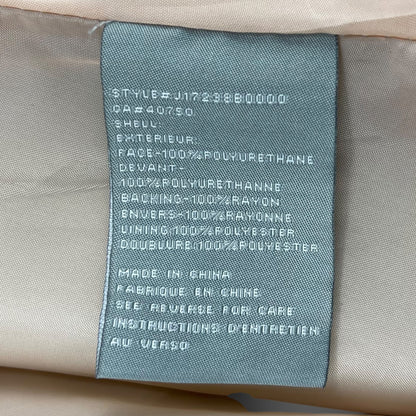 STYLE#J17238B0000
CA#40750
SHELL:
EXTERIEUR:
FACE-100%POLYURETHANE
DEVANT-
100%POLYURETHANNE
BACKING-100%RAYON
ENVERS-100%RAYONNE
LINING:100%POLYESTER
DOUBLURE:100%POLYESTER
MADE IN CHINA
FABRIQUE EN CHINE
SEE REVERSE FOR CARE
INSTRUCTIONS D'ENTRETIEN
AU VERSO